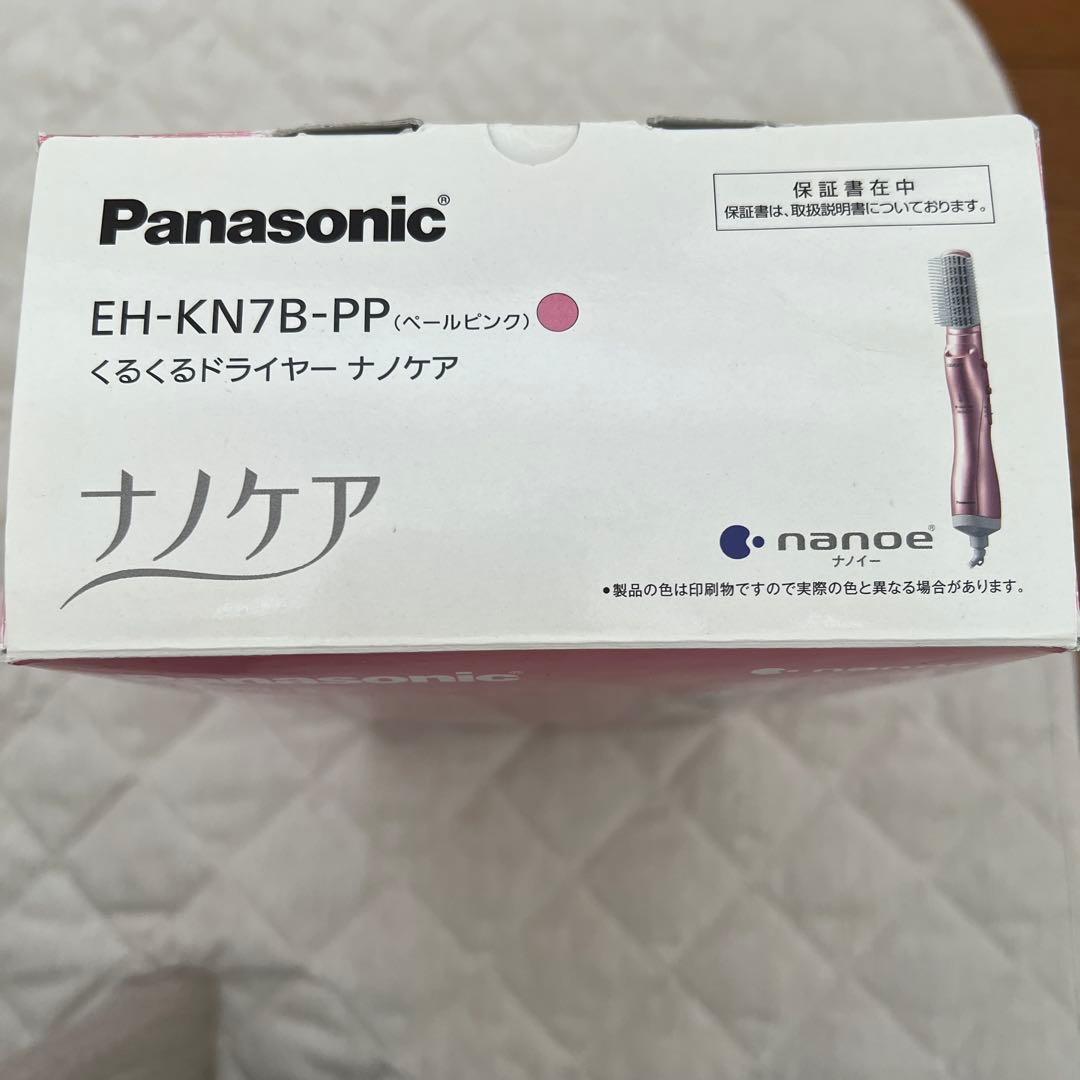 Panasonic®
保証書在中
保証書は、取扱説明書についております。
EH-KN7B-PP(ペールピンク)
くるくるドライヤー ナノケア
ナノケア
nanoe®
ナノイー
●製品の色は印刷物ですので実際の色と異なる場合があります。
Panasonic®
nanoe